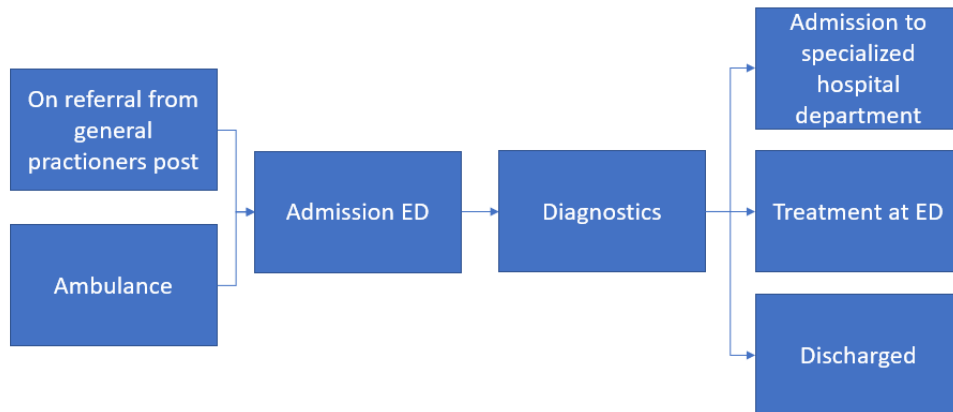 On referral from
general
practioners post
Ambulance
Admission ED
Diagnostics
Admission to
specialized
hospital
department
Treatment at ED
Discharged